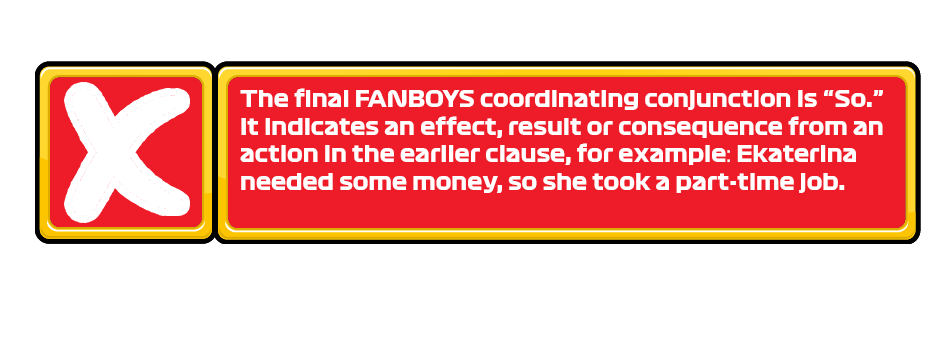 The final FANBOYS coordinating conjunction is “So.”
It indicates an effect, result or consequence from an
action in the earlier clause, for example: Ekaterina
needed some money, so she took a part-time job.